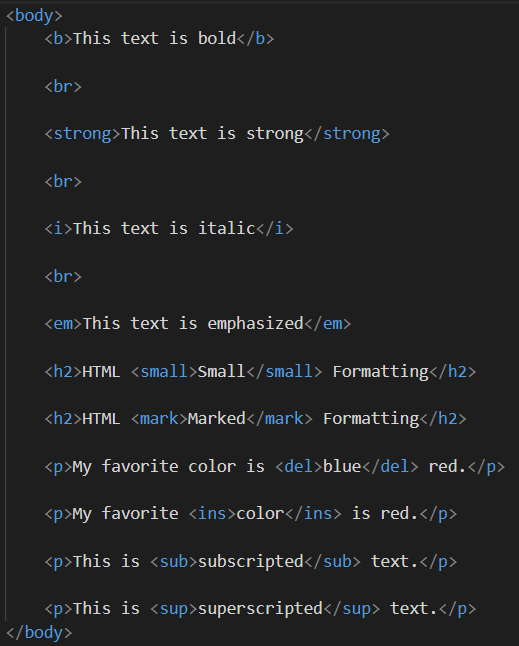 <body>
<b>This text is bold</b>
<br>
<strong>This text is strong</strong>
<br>
<i>This text is italic</i>
<br>
<em>This text is emphasized</em>
<h2>HTML <small>Small</small> Formatting</h2>
<h2>HTML <mark>Marked</mark> Formatting</h2>
<p>My favorite color is <del>blue</del> red.</p>
<p>My favorite <ins>color</ins> is red.</p>
<p>This is <sub>subscripted</sub> text.</p>
<p>This is <sup>superscripted</sup> text.</p>
</body>